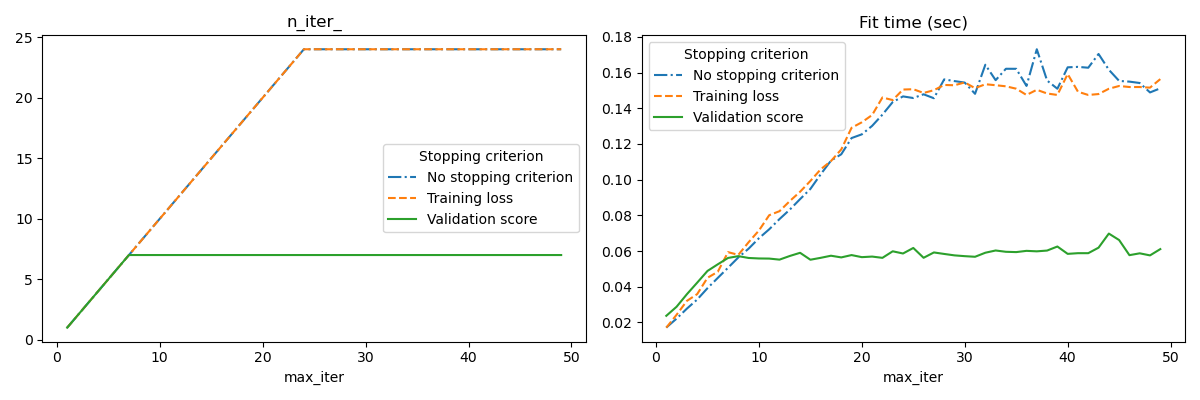 n_iter_
25
20
15
10
5
0
0
10
20
30
40
50
max_iter
Stopping criterion
No stopping criterion
Training loss
Validation score
Fit time (sec)
0.18
0.16
0.14
0.12
0.10
0.08
0.06
0.04
0.02
0
10
20
30
40
50
max_iter
Stopping criterion
No stopping criterion
Training loss
Validation score